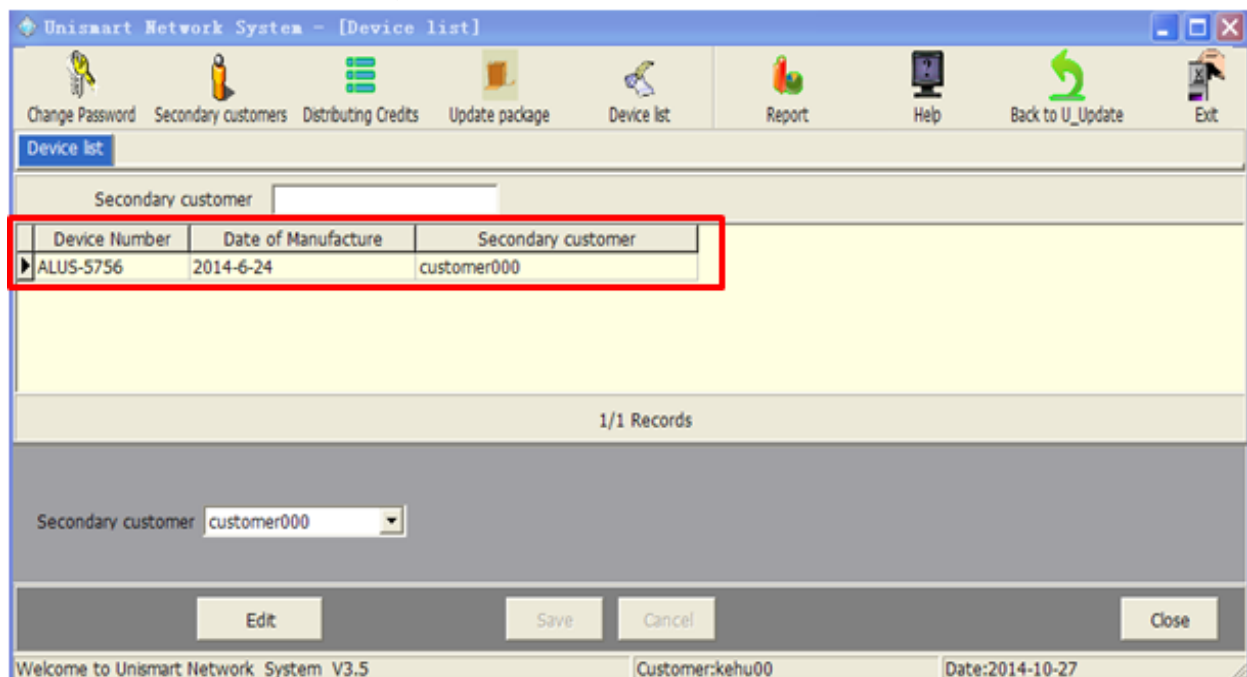 Unismart Network System - [Device list]
Change Password Secondary customers Distributing Credits Update package Device list Report Help Back to U_Update Exit
Device list
Secondary customer
Device Number Date of Manufacture Secondary customer
ALUS-5756 2014-6-24 customer000
1/1 Records
Secondary customer customer000
Edit Save Cancel Close
Welcome to Unismart Network System V3.5 Customer:kehu00 Date:2014-10-27